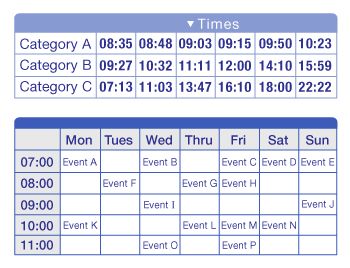 ▼Times
Category A 08:35 08:48 09:03 09:15 09:50 10:23
Category B 09:27 10:32 11:11 12:00 14:10 15:59
Category C 07:13 11:03 13:47 16:10 18:00 22:22
Mon Tues Wed Thru Fri Sat Sun
07:00 Event A Event B Event C Event D Event E
08:00 Event F Event G Event H
09:00 Event I Event J
10:00 Event K Event L Event M Event N
11:00 Event O Event P